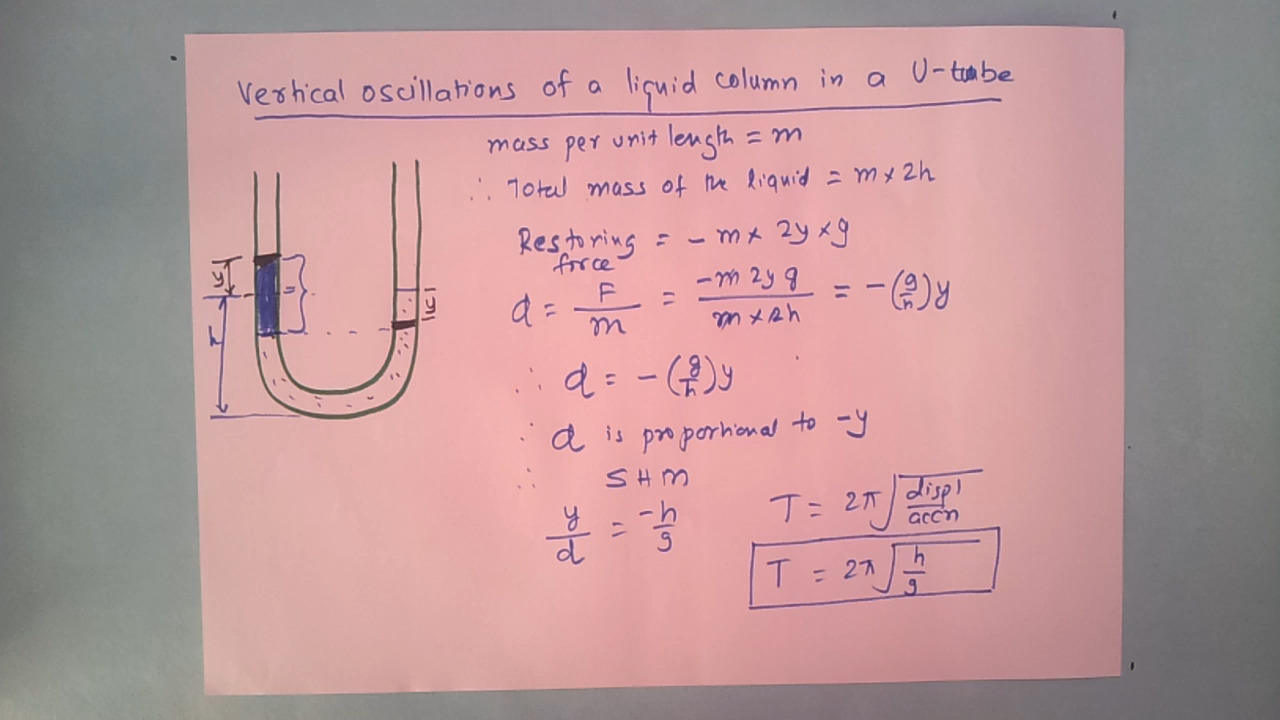 Vertical oscillations of a liquid column in a U-tube
mass per unit length = m
∴ Total mass of the liquid = m x 2h
Restoring force = - m x 2y x g
a = F/m = -m 2y g / m x 2h = -(g/h)y
∴ a = -(g/h)y
∴ a is proportional to -y
∴ SHM
y/a = -h/g
T = 2π√(displ/accn)
T = 2π√(h/g)
y
h
y